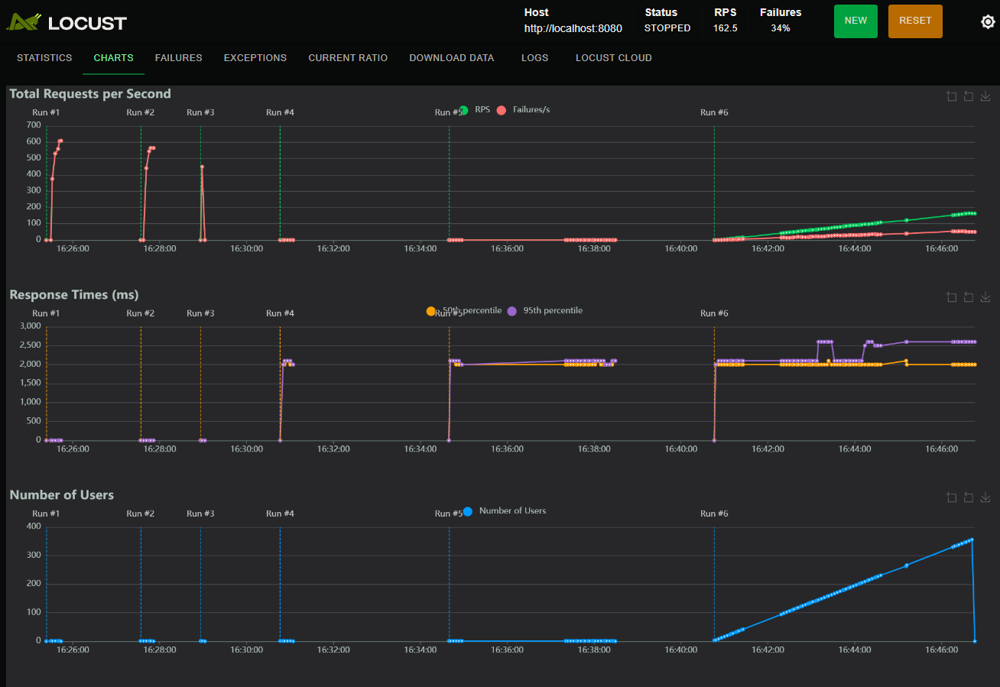 LOCUST
Host
http://localhost:8080
Status
STOPPED
RPS
162.5
Failures
34%
NEW
RESET
STATISTICS CHARTS FAILURES EXCEPTIONS CURRENT RATIO DOWNLOAD DATA LOGS LOCUST CLOUD
Total Requests per Second
RPS Failures/s
Run #1 Run #2 Run #3 Run #4 Run #5 Run #6
700
600
500
400
300
200
100
0
16:26:00 16:28:00 16:30:00 16:32:00 16:34:00 16:36:00 16:38:00 16:40:00 16:42:00 16:44:00 16:46:00
Response Times (ms)
50th percentile 95th percentile
Run #1 Run #2 Run #3 Run #4 Run #5 Run #6
3,000
2,500
2,000
1,500
1,000
500
0
16:26:00 16:28:00 16:30:00 16:32:00 16:34:00 16:36:00 16:38:00 16:40:00 16:42:00 16:44:00 16:46:00
Number of Users
Number of Users
Run #1 Run #2 Run #3 Run #4 Run #5 Run #6
400
300
200
100
0
16:26:00 16:28:00 16:30:00 16:32:00 16:34:00 16:36:00 16:38:00 16:40:00 16:42:00 16:44:00 16:46:00